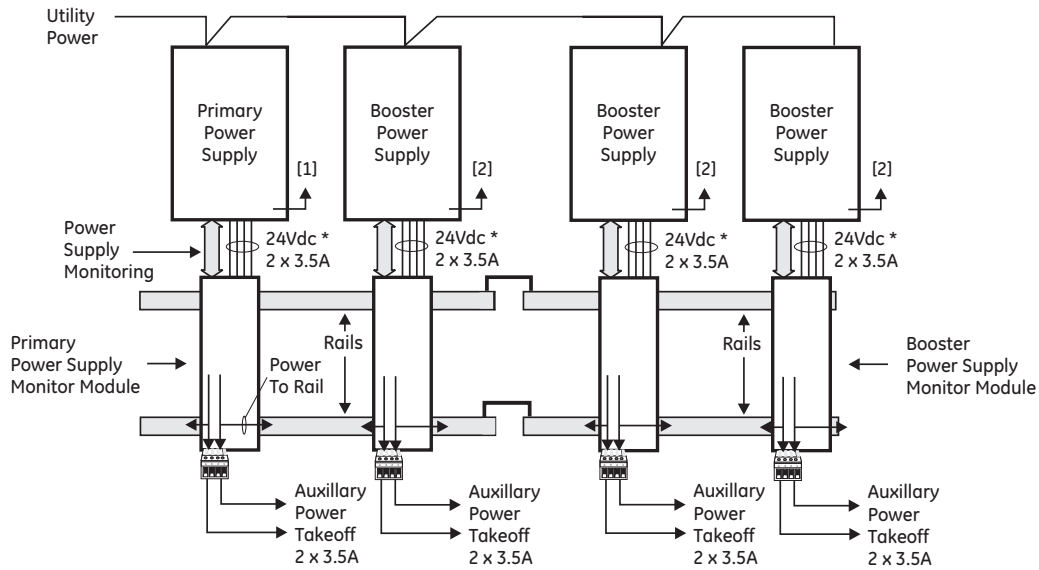 Utility
Power
Primary
Power
Supply
Booster
Power
Supply
Booster
Power
Supply
Booster
Power
Supply
[1]
[2]
[2]
[2]
Power
Supply
Monitoring
24Vdc *
2 x 3.5A
24Vdc *
2 x 3.5A
24Vdc *
2 x 3.5A
24Vdc *
2 x 3.5A
Primary
Power Supply
Monitor Module
Rails
Power
To Rail
Rails
Booster
Power Supply
Monitor Module
Auxillary
Power
Takeoff
2 x 3.5A
Auxillary
Power
Takeoff
2 x 3.5A
Auxillary
Power
Takeoff
2 x 3.5A
Auxillary
Power
Takeoff
2 x 3.5A